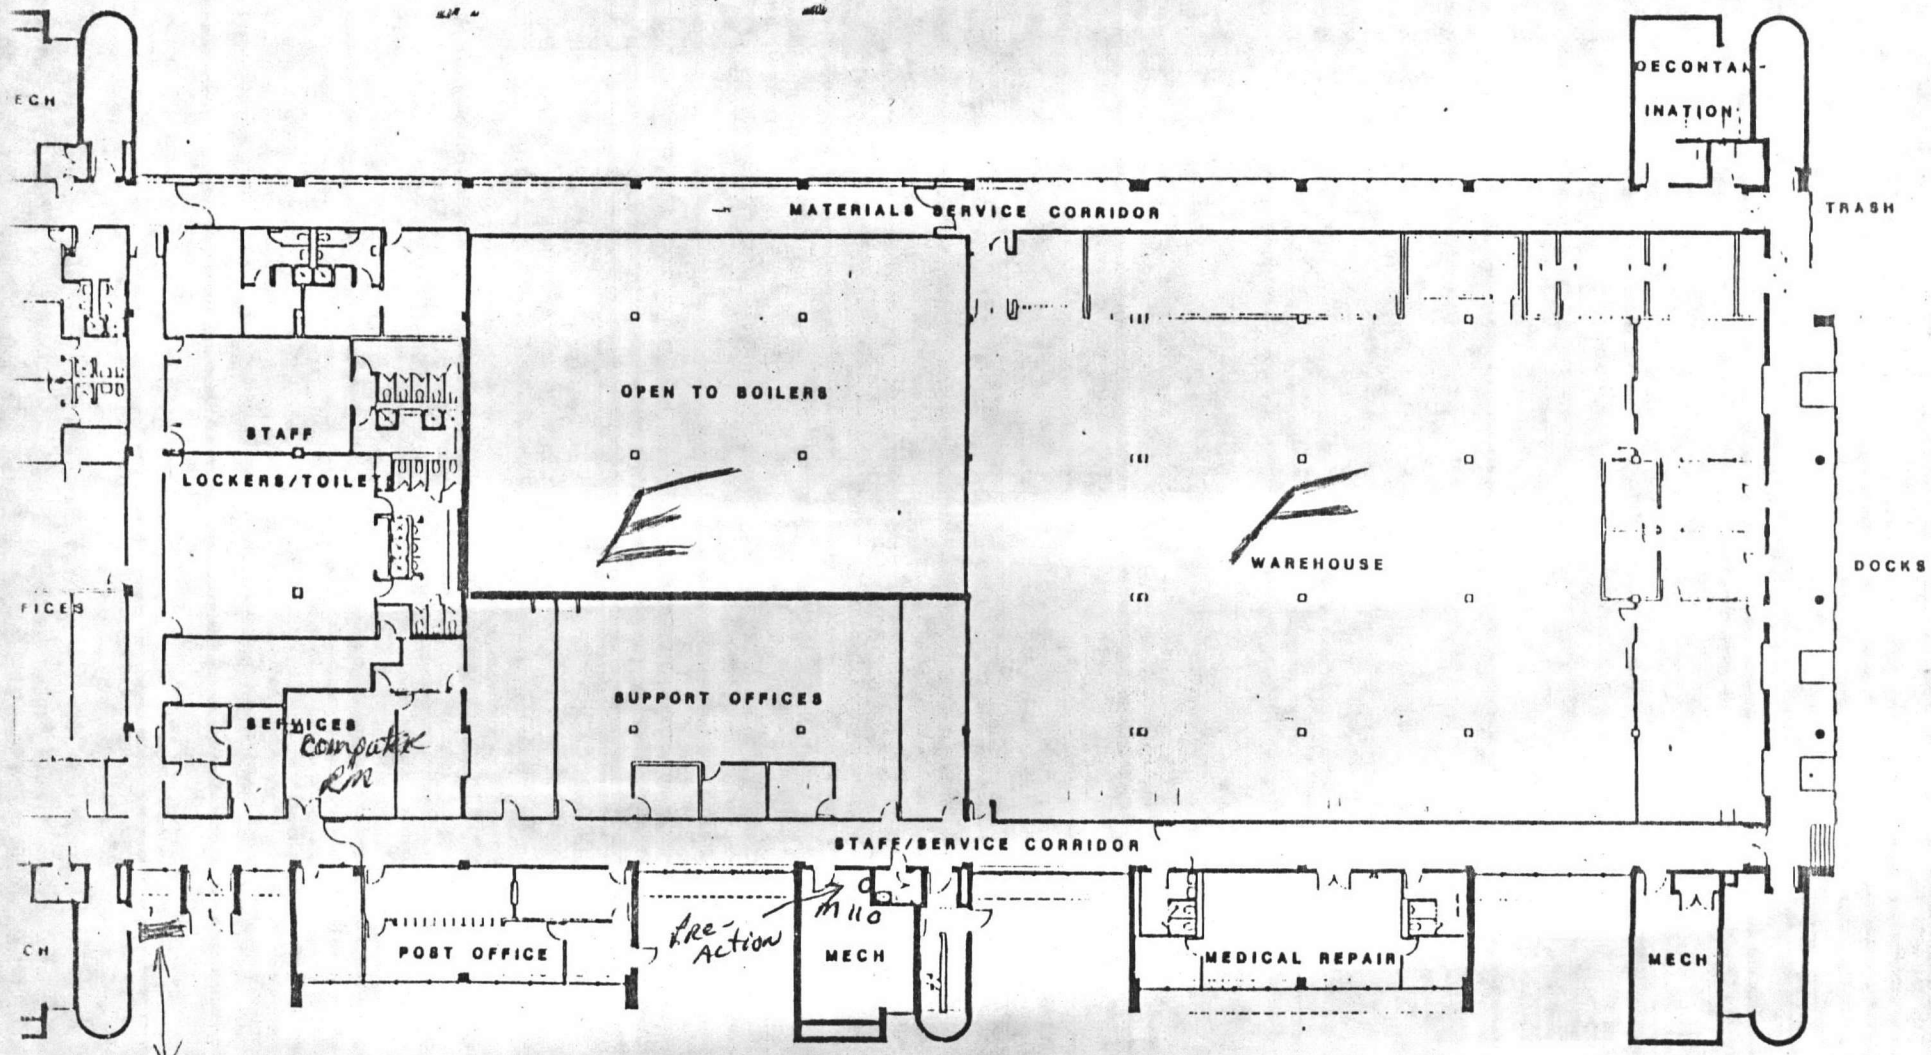 ECH
DECONTAM-
INATION
MATERIALS SERVICE CORRIDOR
TRASH
OPEN TO BOILERS
STAFF
LOCKERS/TOILETS
WAREHOUSE
DOCKS
FICES
SUPPORT OFFICES
SERVICES
Computer
RM
STAFF/SERVICE CORRIDOR
Pre-
Action
M110
CH
POST OFFICE
MECH
MEDICAL REPAIR
MECH